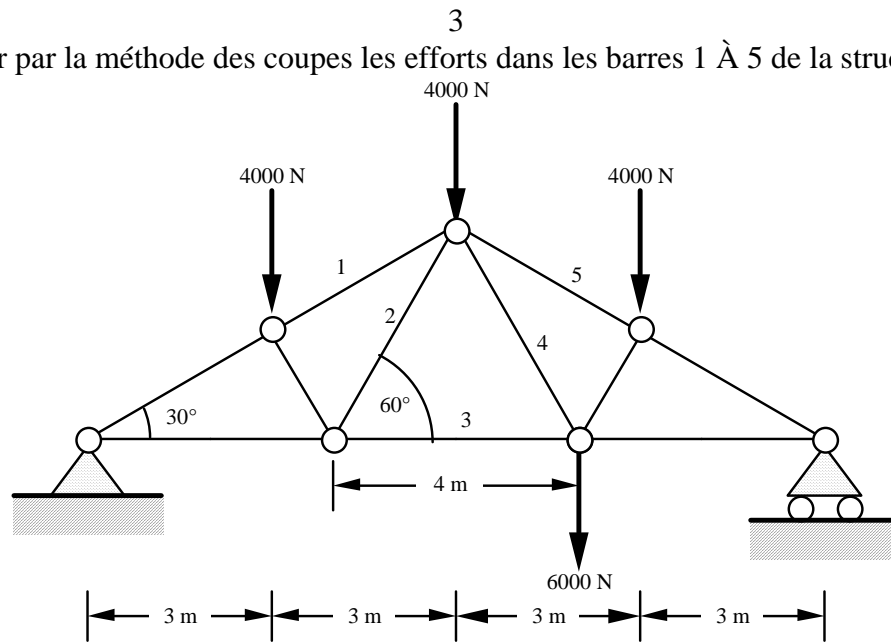 3
r par la méthode des coupes les efforts dans les barres 1 À 5 de la struc
4000 N
4000 N
4000 N
1
5
2
4
30°
60°
3
4 m
6000 N
3 m
3 m
3 m
3 m